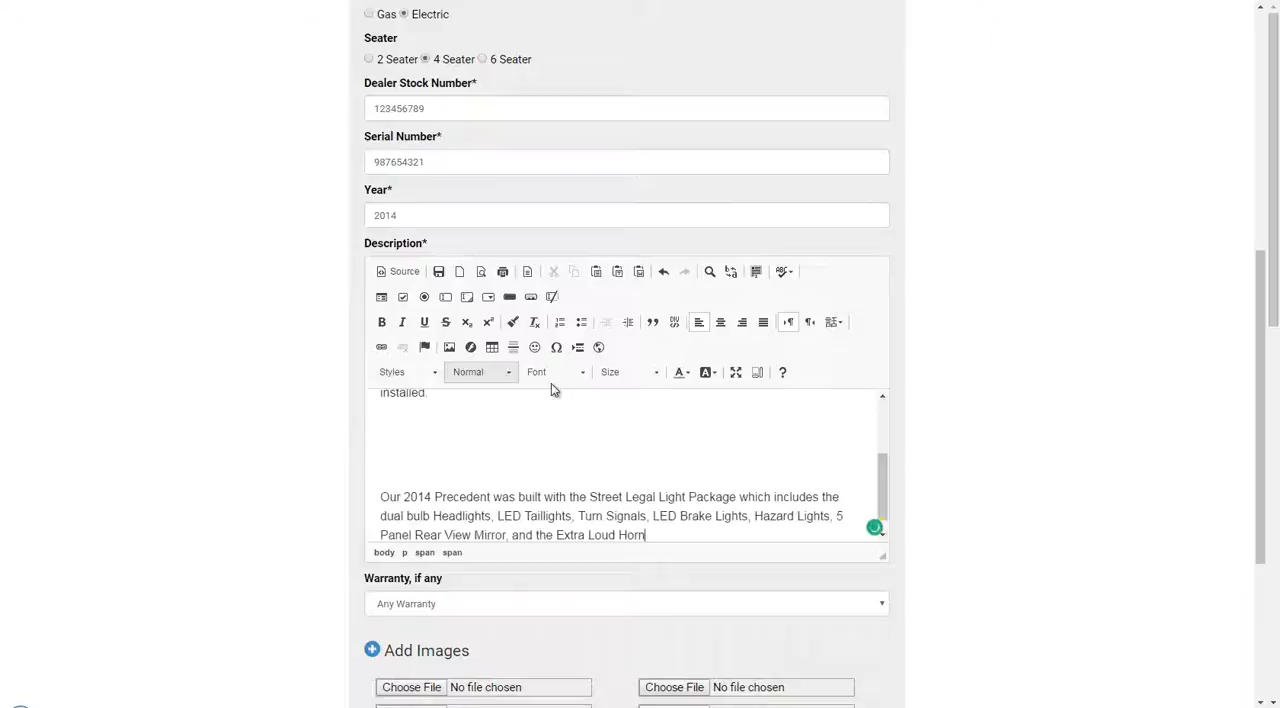 Gas Electric
Seater
2 Seater 4 Seater 6 Seater
Dealer Stock Number*
123456789
Serial Number*
987654321
Year*
2014
Description*
Source
Styles Normal Font Size
installed.
Our 2014 Precedent was built with the Street Legal Light Package which includes the
dual bulb Headlights, LED Taillights, Turn Signals, LED Brake Lights, Hazard Lights, 5
Panel Rear View Mirror, and the Extra Loud Horn
body p span span
Warranty, if any
Any Warranty
Add Images
Choose File No file chosen Choose File No file chosen